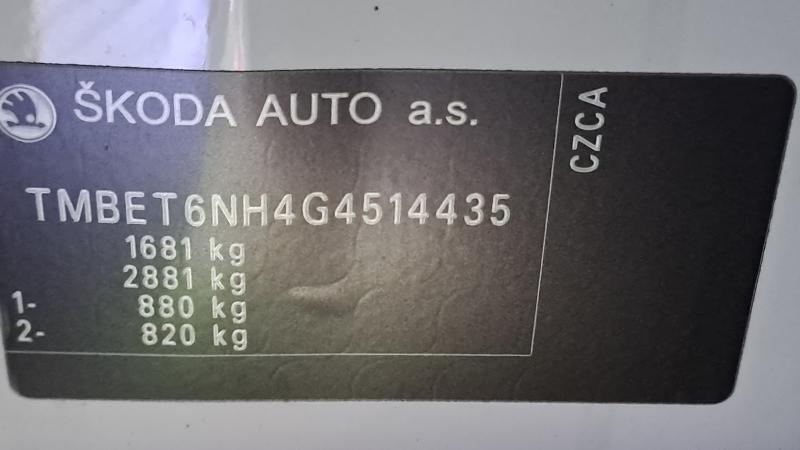 ŠKODA AUTO a.s.
CZCA
TMBET6NH4G4514435
1681 kg
2881 kg
1- 880 kg
2- 820 kg